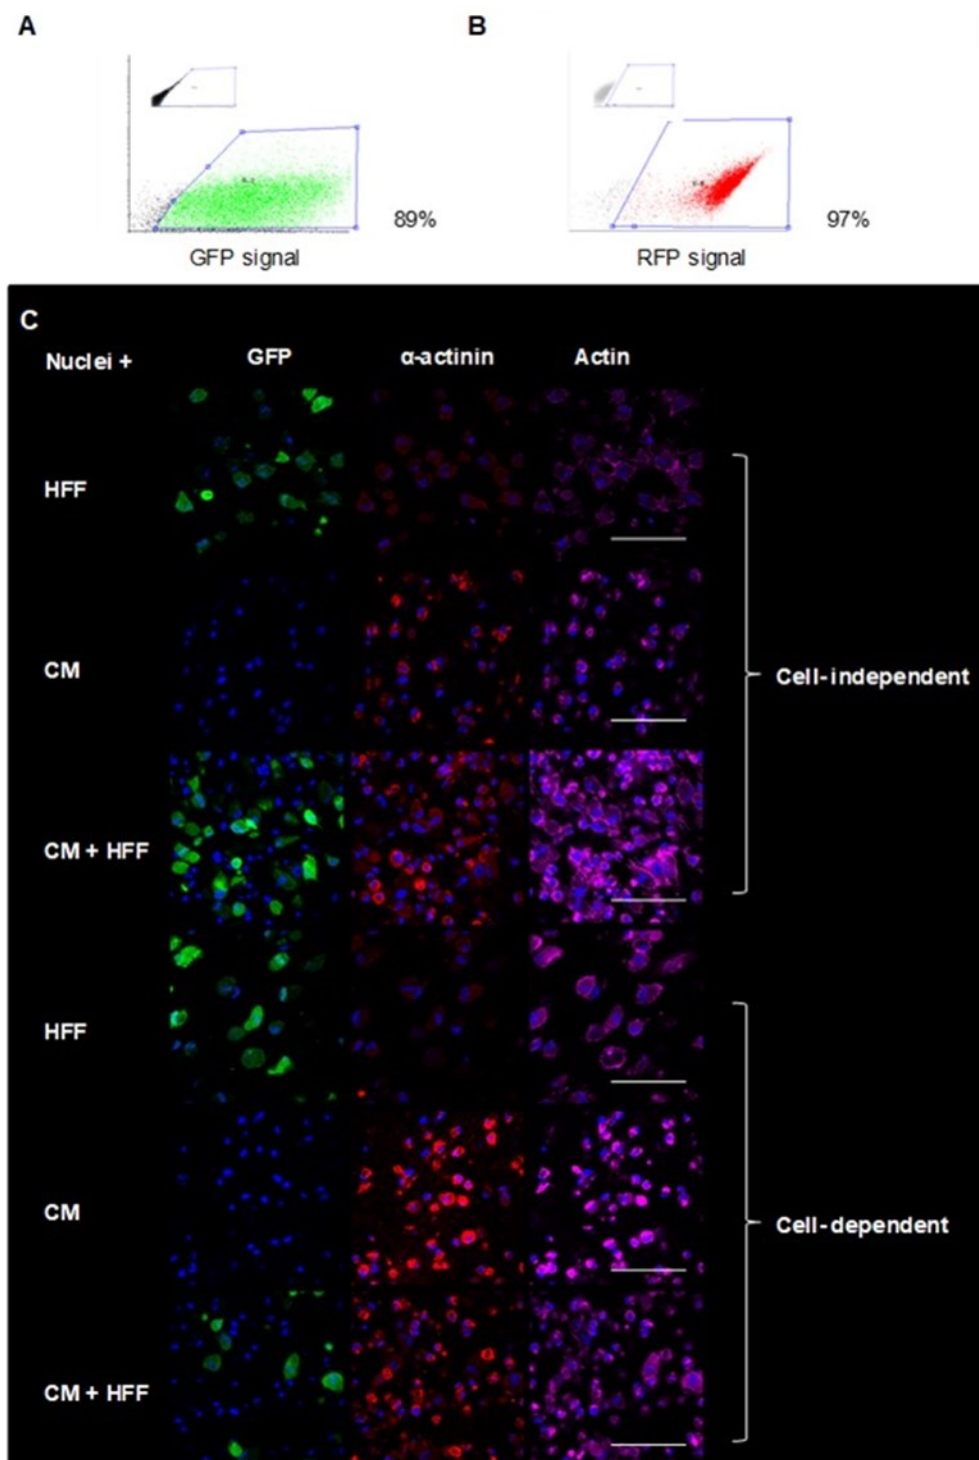 A
B
89%
97%
GFP signal
RFP signal
C
Nuclei +
GFP
α-actinin
Actin
HFF
CM
Cell-independent
CM + HFF
HFF
CM
Cell-dependent
CM + HFF